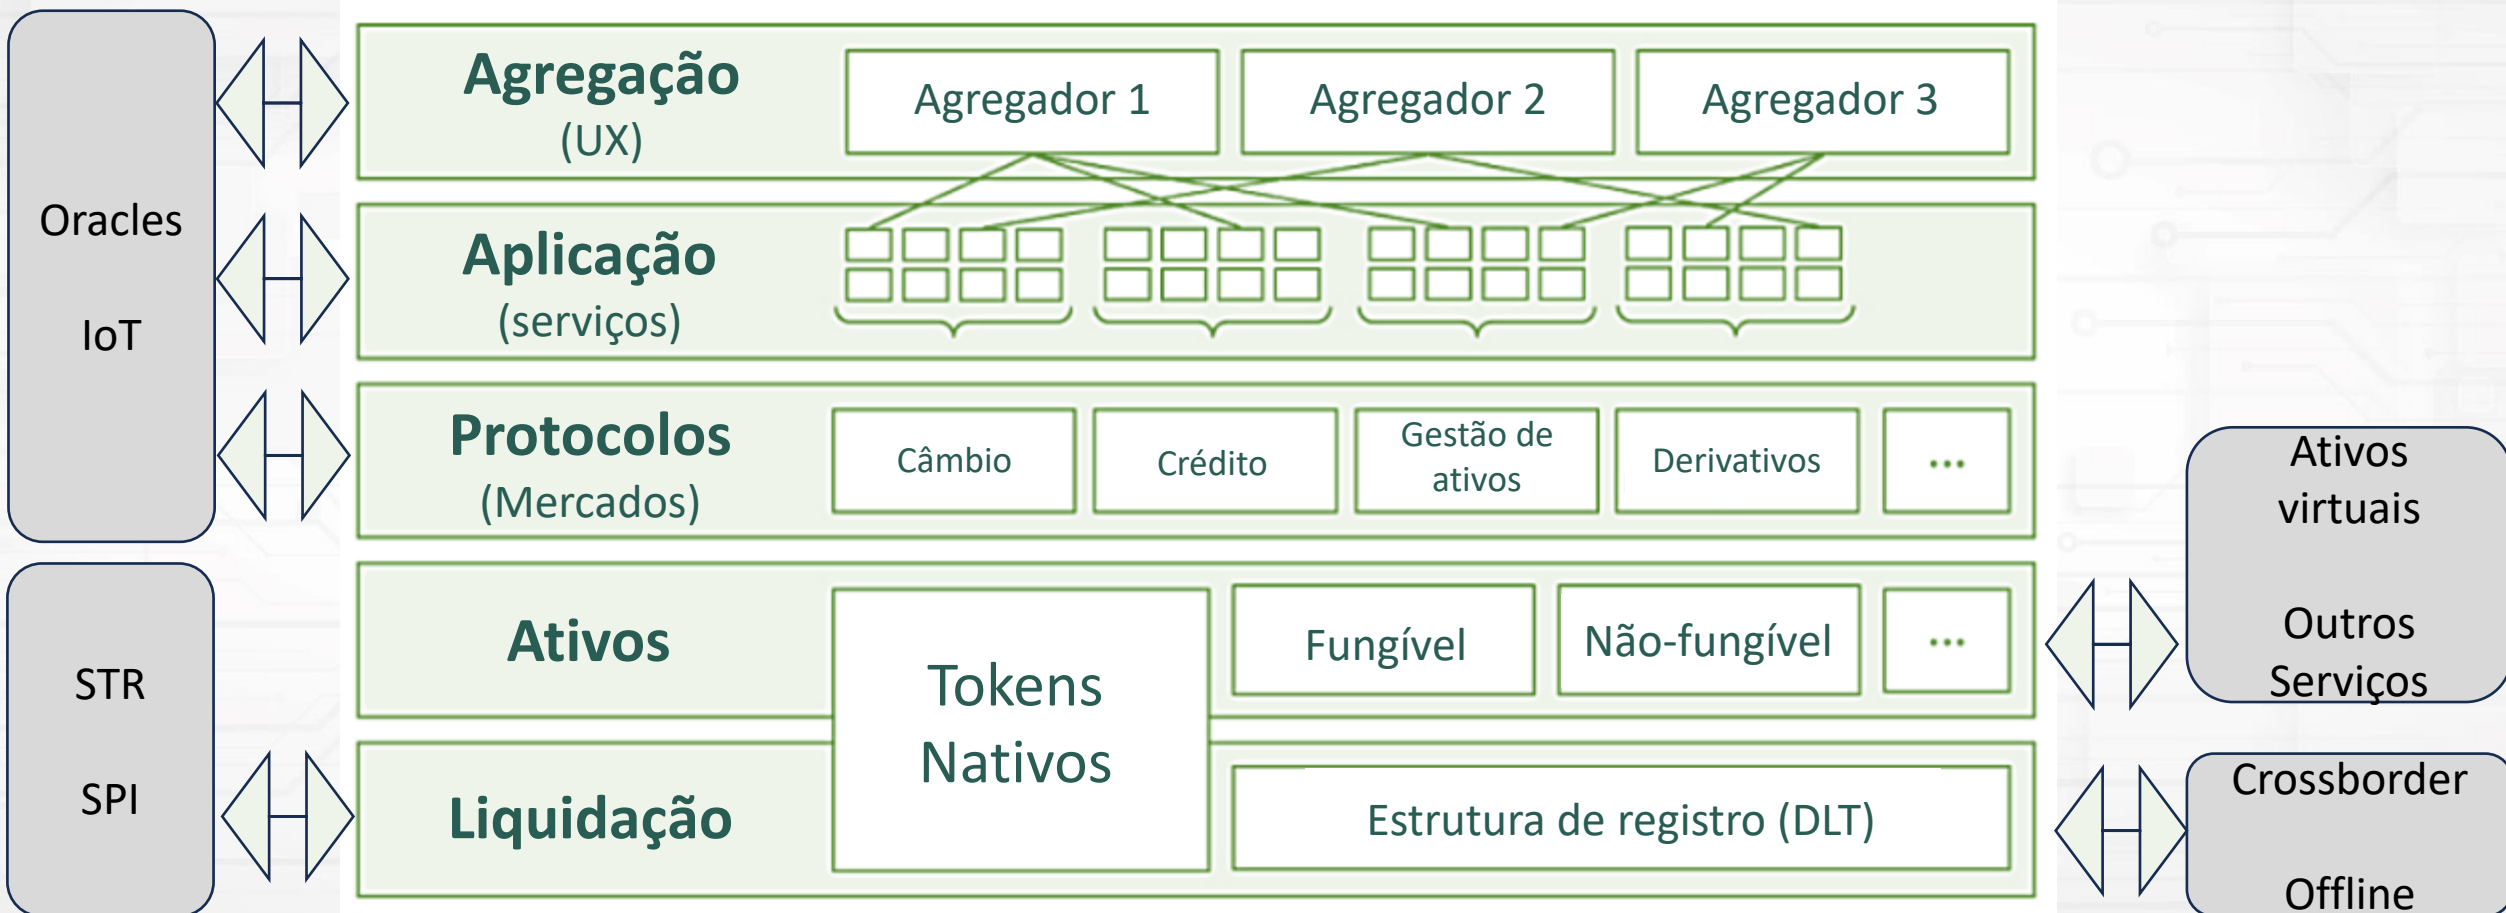 Oracles
IoT
STR
SPI
Agregação
(UX)
Agregador 1
Agregador 2
Agregador 3
Aplicação
(serviços)
Protocolos
(Mercados)
Câmbio
Crédito
Gestão de
ativos
Derivativos
...
Ativos
Tokens
Nativos
Fungível
Não-fungível
...
Liquidação
Estrutura de registro (DLT)
Ativos
virtuais
Outros
Serviços
Crossborder
Offline